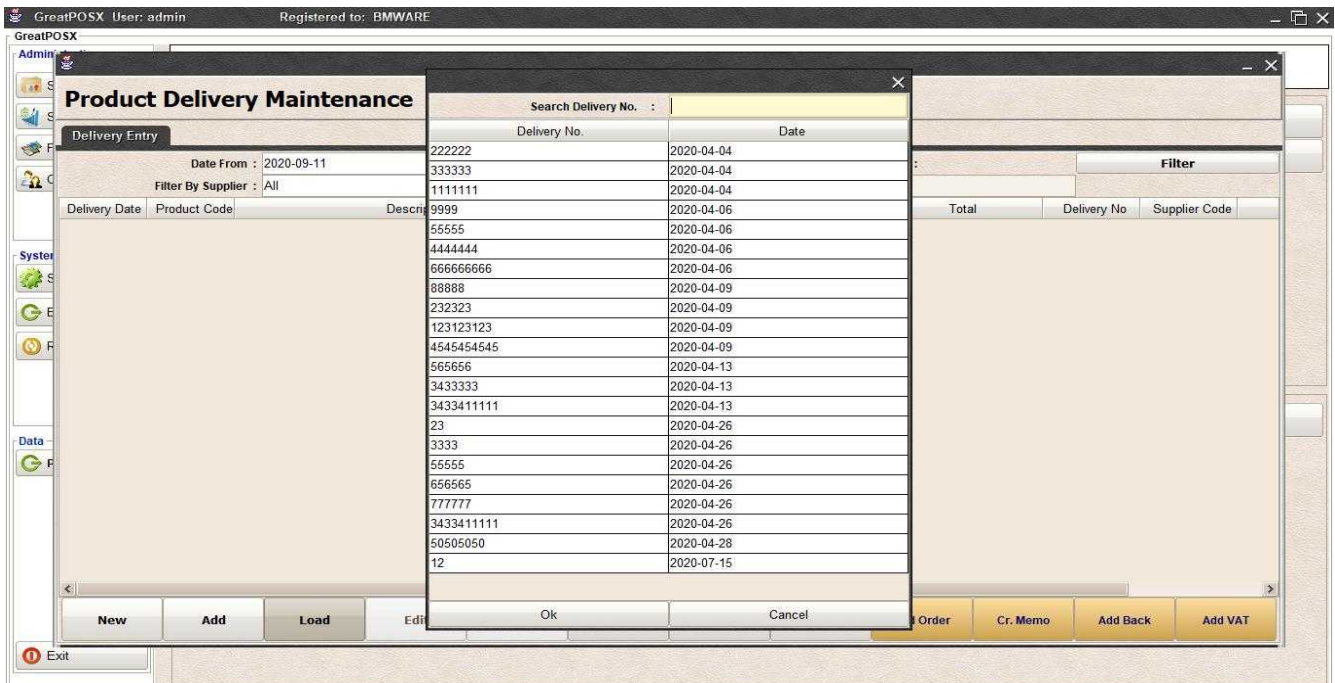 GreatPOSX User: admin Registered to: BMWARE
GreatPOSX
Product Delivery Maintenance
Delivery Entry
Date From : 2020-09-11
Filter By Supplier : All
Filter
Delivery Date Product Code
Total Delivery No Supplier Code
Search Delivery No. :
Delivery No. Date
222222 2020-04-04
333333 2020-04-04
1111111 2020-04-04
9999 2020-04-06
55555 2020-04-06
4444444 2020-04-06
666666666 2020-04-06
88888 2020-04-09
232323 2020-04-09
123123123 2020-04-09
4545454545 2020-04-09
565656 2020-04-13
3433333 2020-04-13
3433411111 2020-04-13
23 2020-04-26
3333 2020-04-26
55555 2020-04-26
656565 2020-04-26
777777 2020-04-26
3433411111 2020-04-26
50505050 2020-04-28
12 2020-07-15
Ok Cancel
New Add Load Edit
Order Cr. Memo Add Back Add VAT
Data
Exit